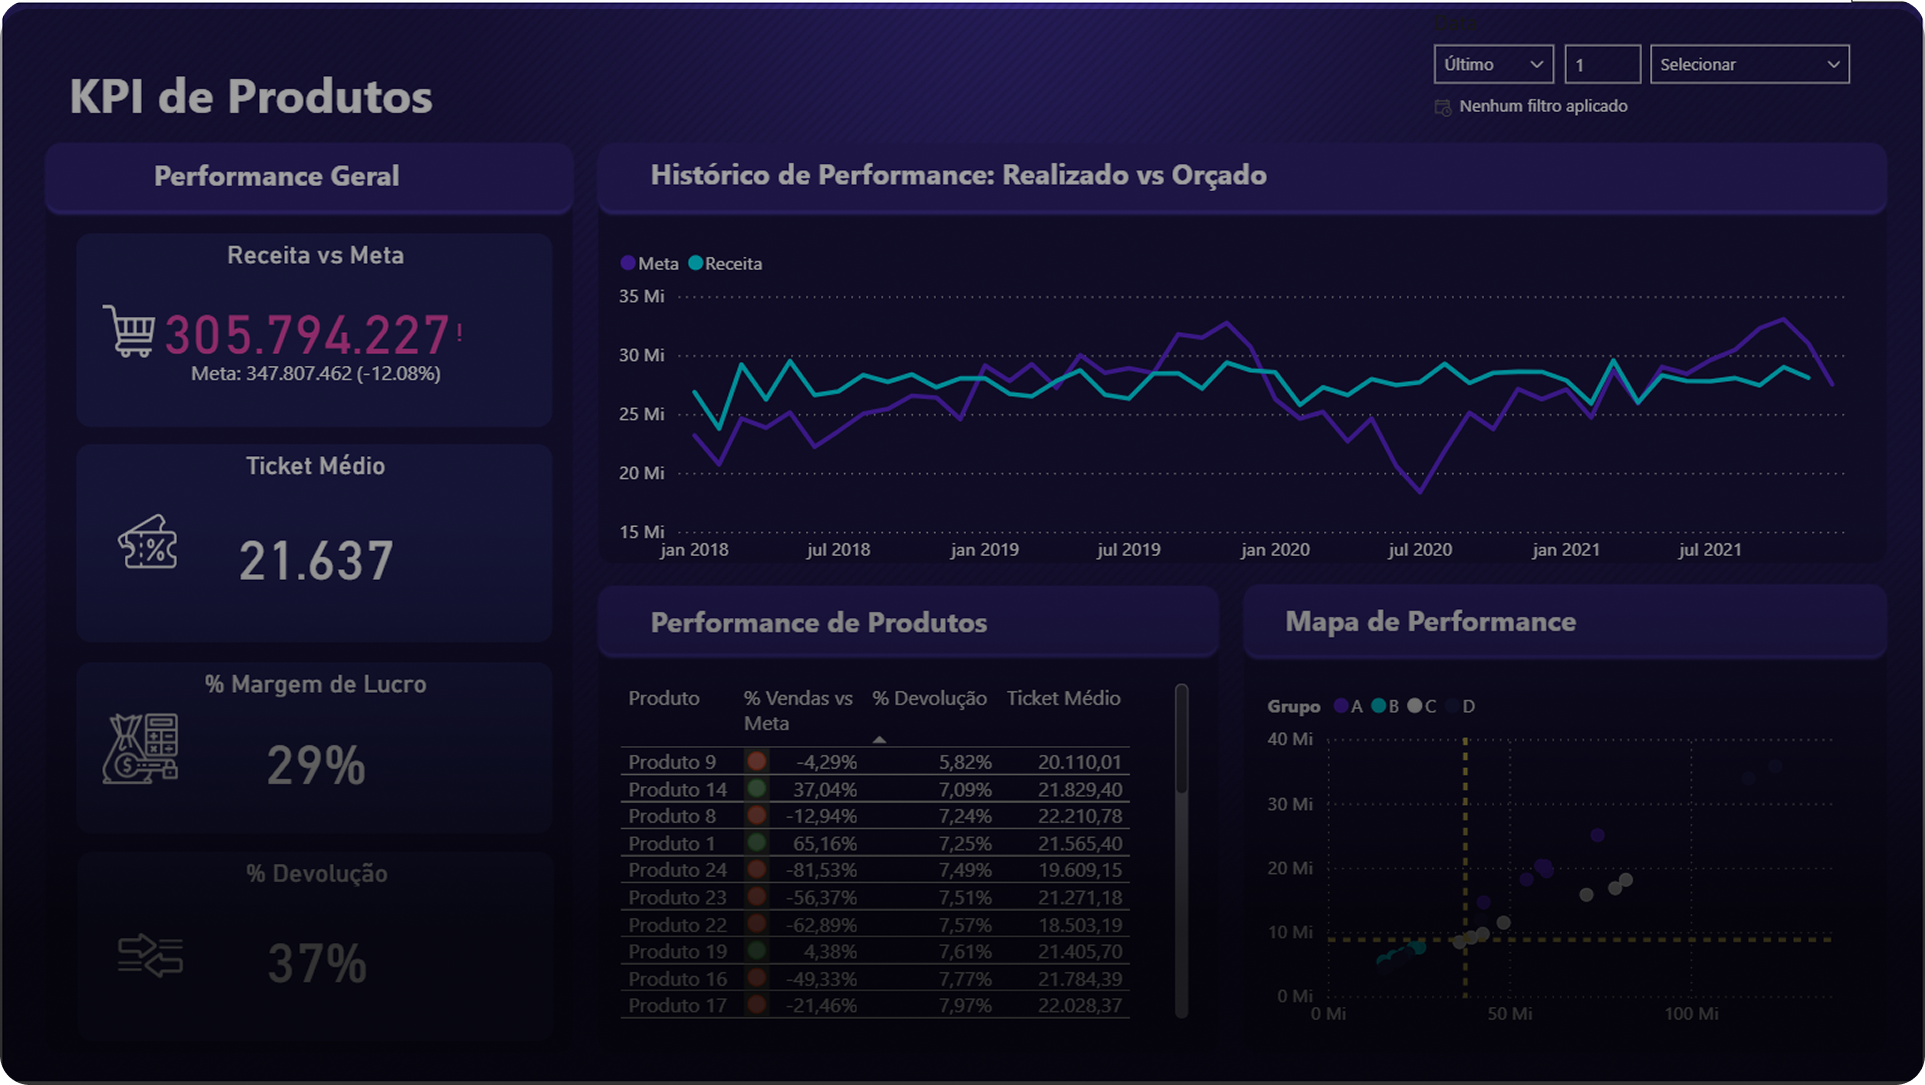 KPI de Produtos
Último
1
Selecionar
Nenhum filtro aplicado
Performance Geral
Receita vs Meta
305.794.227!
Meta: 347.807.462 (-12.08%)
Ticket Médio
21.637
% Margem de Lucro
29%
% Devolução
37%
Histórico de Performance: Realizado vs Orçado
Meta Receita
35 Mi
30 Mi
25 Mi
20 Mi
15 Mi
jan 2018 jul 2018 jan 2019 jul 2019 jan 2020 jul 2020 jan 2021 jul 2021
Performance de Produtos
Produto % Vendas vs Meta % Devolução Ticket Médio
Produto 9 -4,29% 5,82% 20.110,01
Produto 14 37,04% 7,09% 21.829,40
Produto 8 -12,94% 7,24% 22.210,78
Produto 1 65,16% 7,25% 21.565,40
Produto 24 -81,53% 7,49% 19.609,15
Produto 23 -56,37% 7,51% 21.271,18
Produto 22 -62,89% 7,57% 18.503,19
Produto 19 4,38% 7,61% 21.405,70
Produto 16 -49,33% 7,77% 21.784,39
Produto 17 -21,46% 7,97% 22.028,37
Mapa de Performance
Grupo A B C D
40 Mi
30 Mi
20 Mi
10 Mi
0 Mi
0 Mi 50 Mi 100 Mi